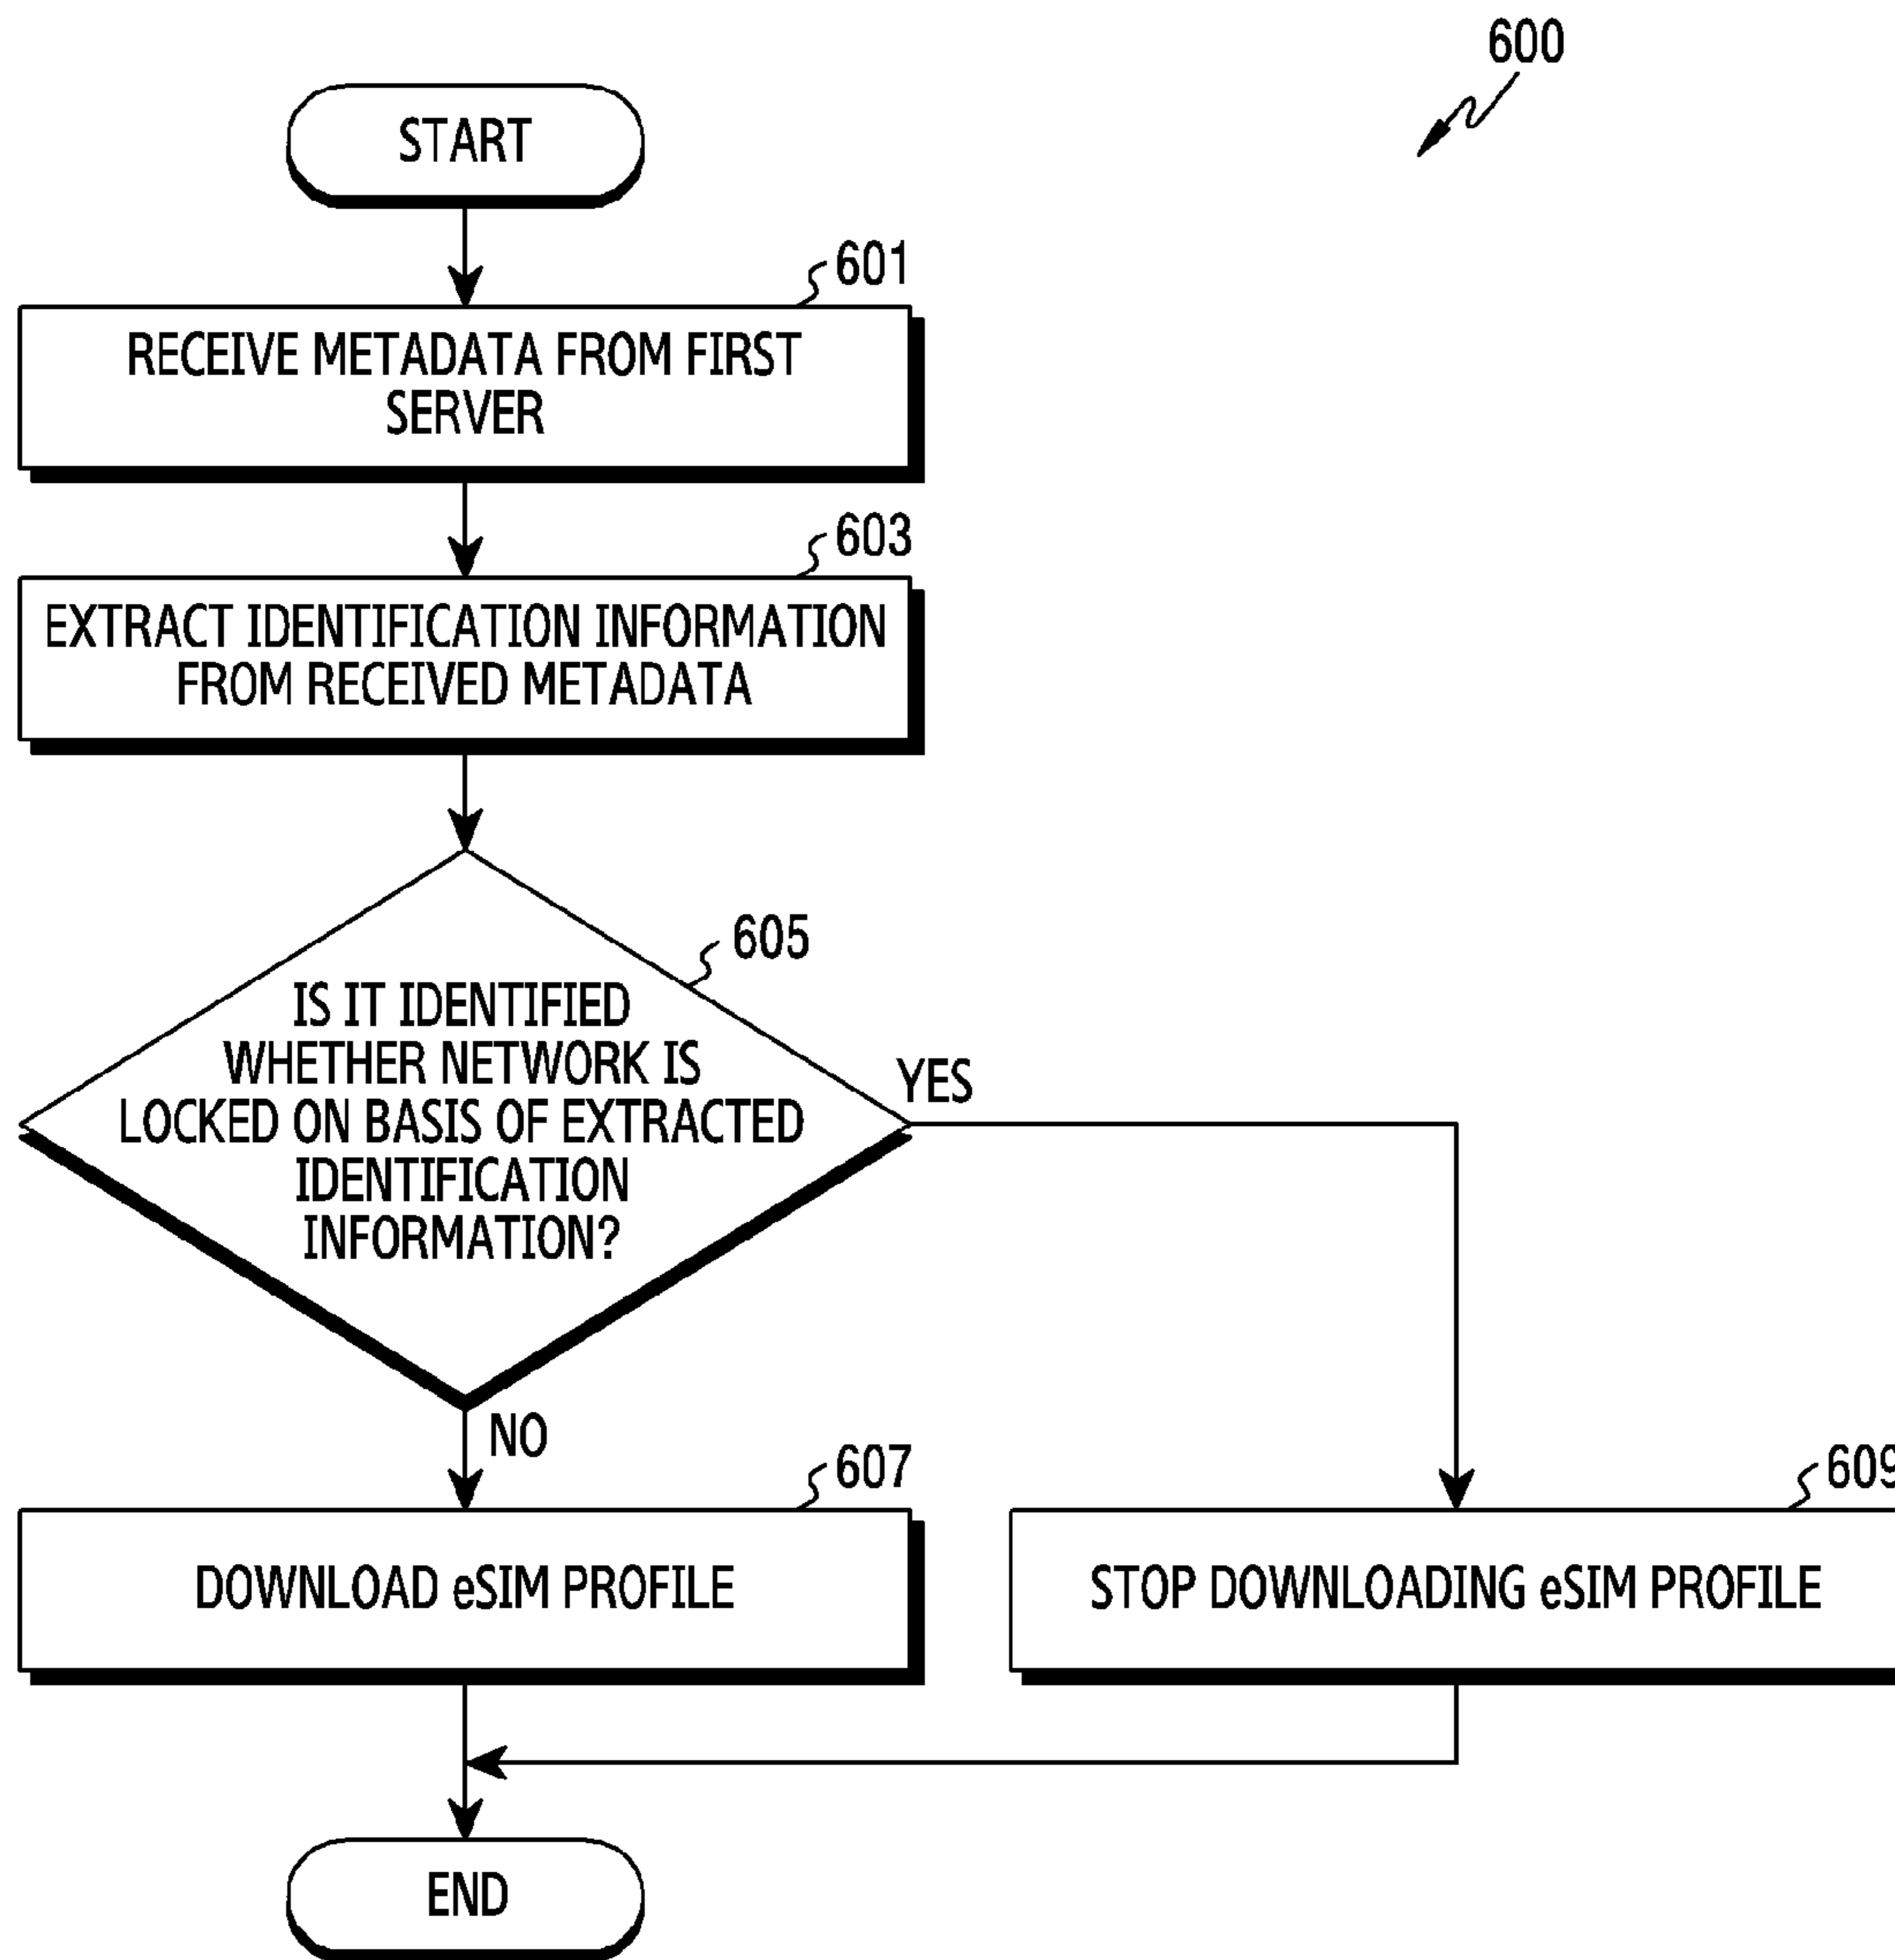 600
START
601
RECEIVE METADATA FROM FIRST
SERVER
603
EXTRACT IDENTIFICATION INFORMATION
FROM RECEIVED METADATA
605
IS IT IDENTIFIED
WHETHER NETWORK IS
LOCKED ON BASIS OF EXTRACTED
IDENTIFICATION
INFORMATION?
YES
NO
607
DOWNLOAD eSIM PROFILE
609
STOP DOWNLOADING eSIM PROFILE
END